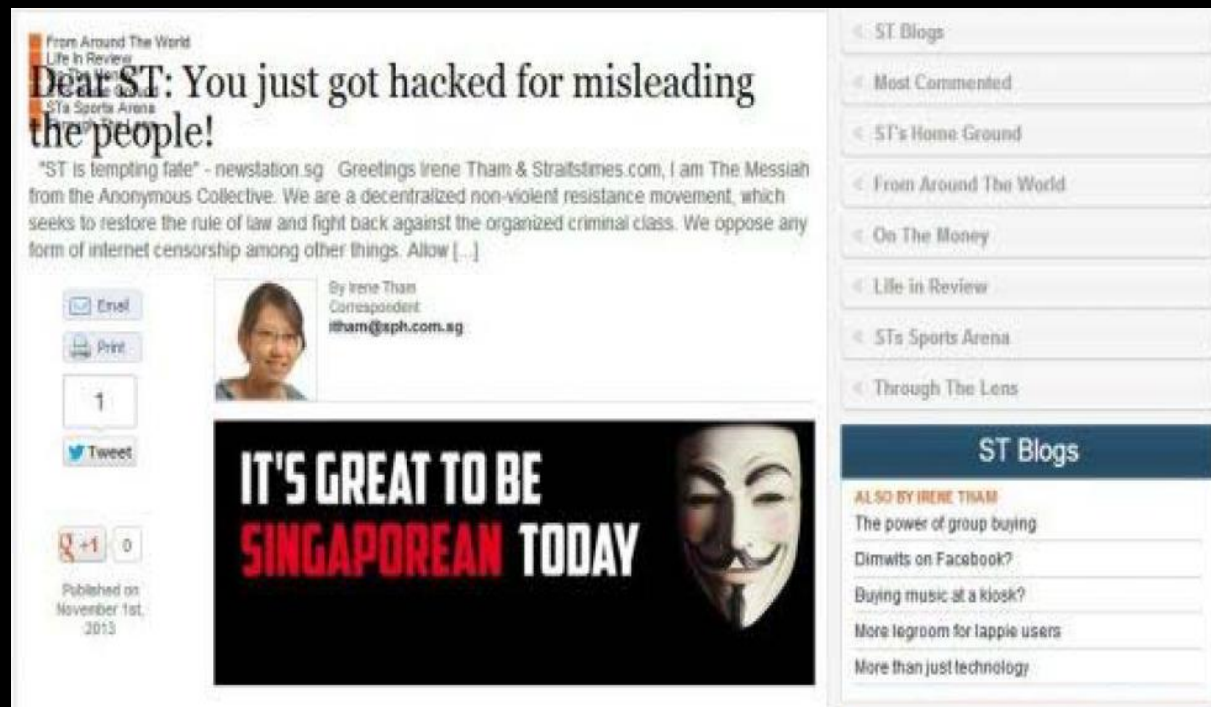 From Around The World
Life In Review
STs Sports Arena
Through The Lens
Dear ST: You just got hacked for misleading
the people!
"ST is tempting fate" - newstation.sg Greetings Irene Tham & Straitstimes.com, I am The Messiah
from the Anonymous Collective. We are a decentralized non-violent resistance movement, which
seeks to restore the rule of law and fight back against the organized criminal class. We oppose any
form of internet censorship among other things. Allow [...]
Email
Print
1
Tweet
+1 0
Published on
November 1st,
2013
By Irene Tham
Correspondent
itham@sph.com.sg
IT'S GREAT TO BE
SINGAPOREAN TODAY
ST Blogs
Most Commented
ST's Home Ground
From Around The World
On The Money
Life in Review
STs Sports Arena
Through The Lens
ST Blogs
ALSO BY IRENE THAM
The power of group buying
Dimwits on Facebook?
Buying music at a kiosk?
More legroom for lappie users
More than just technology